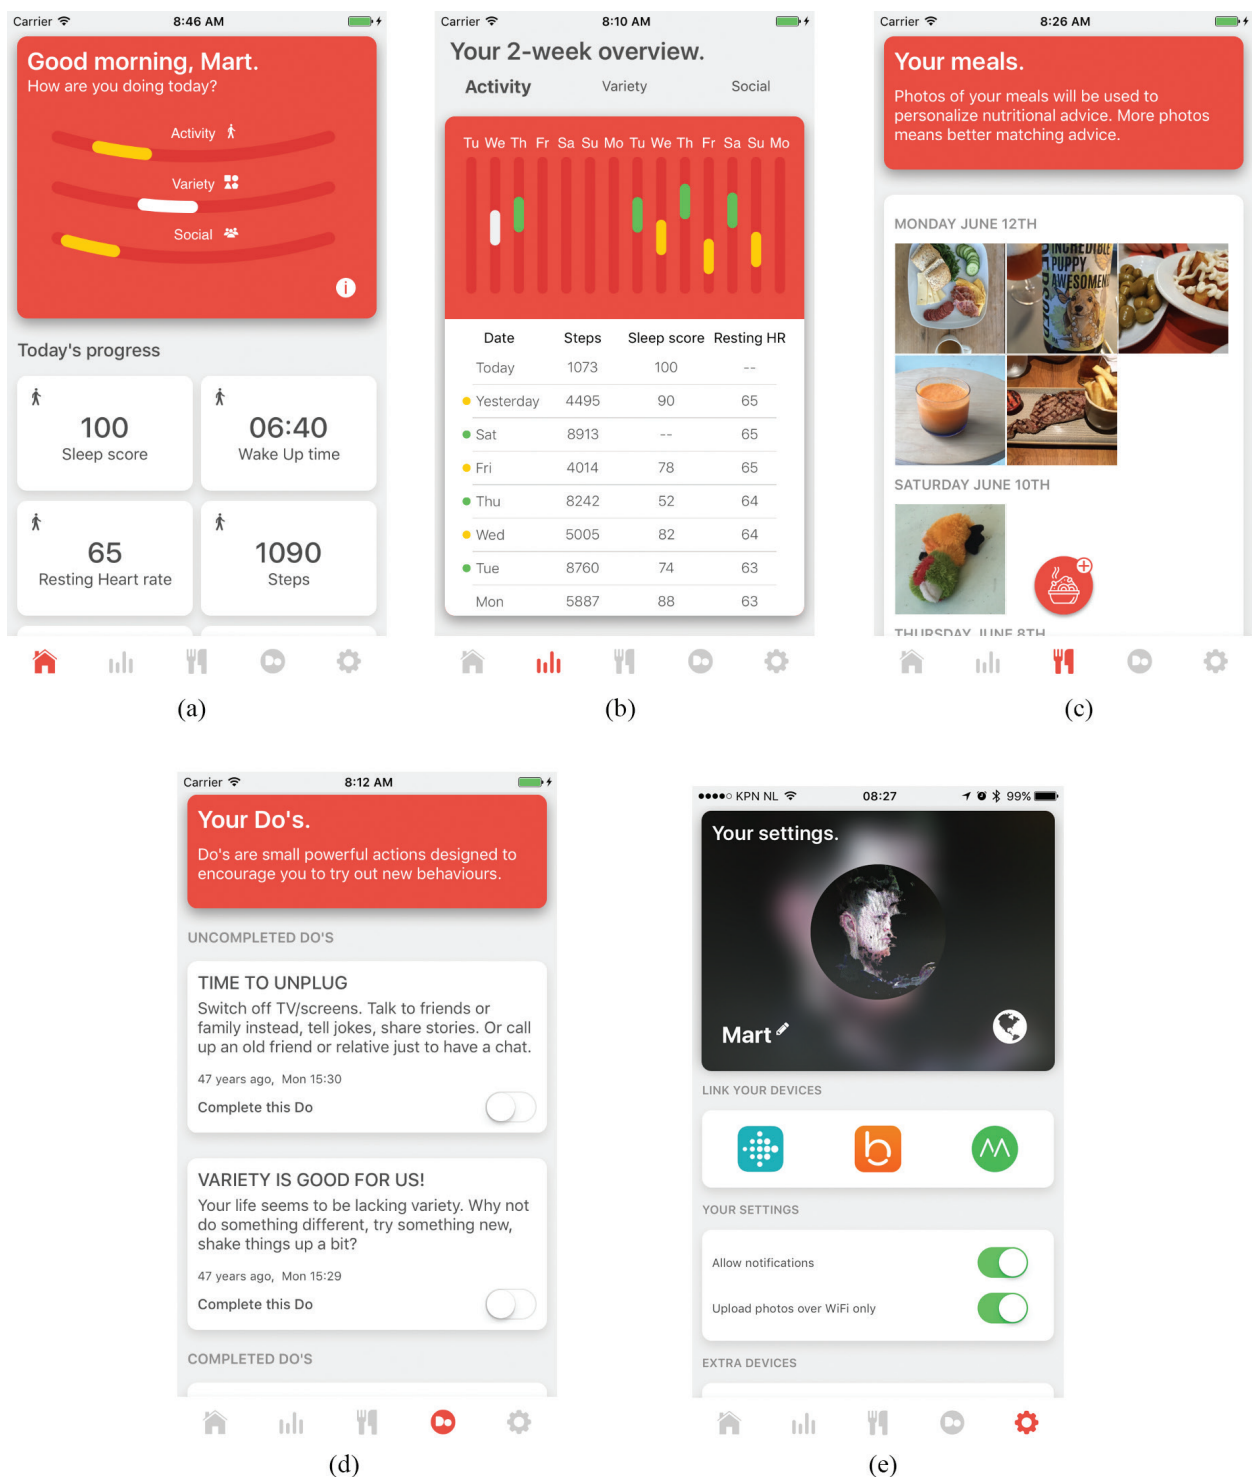 Carrier 8:46 AM
Good morning, Mart.
How are you doing today?
Activity
Variety
Social
Today's progress
100
Sleep score
06:40
Wake Up time
65
Resting Heart rate
1090
Steps
(a)
Carrier 8:10 AM
Your 2-week overview.
Activity Variety Social
Tu We Th Fr Sa Su Mo Tu We Th Fr Sa Su Mo
Date Steps Sleep score Resting HR
Today 1073 100 --
Yesterday 4495 90 65
Sat 8913 -- 65
Fri 4014 78 65
Thu 8242 52 64
Wed 5005 82 64
Tue 8760 74 63
Mon 5887 88 63
(b)
Carrier 8:26 AM
Your meals.
Photos of your meals will be used to
personalize nutritional advice. More photos
means better matching advice.
MONDAY JUNE 12TH
INCREDIBLE
PUPPY
AWESOMEN
SATURDAY JUNE 10TH
THURSDAY JUNE 8TH
Do
(c)
Carrier 8:12 AM
Your Do's.
Do's are small powerful actions designed to
encourage you to try out new behaviours.
UNCOMPLETED DO'S
TIME TO UNPLUG
Switch off TV/screens. Talk to friends or
family instead, tell jokes, share stories. Or call
up an old friend or relative just to have a chat.
47 years ago, Mon 15:30
Complete this Do
VARIETY IS GOOD FOR US!
Your life seems to be lacking variety. Why not
do something different, try something new,
shake things up a bit?
47 years ago, Mon 15:29
Complete this Do
COMPLETED DO'S
Do
(d)
KPN NL 08:27 99%
Your settings.
Mart
LINK YOUR DEVICES
b
YOUR SETTINGS
Allow notifications
Upload photos over WiFi only
EXTRA DEVICES
Do
(e)